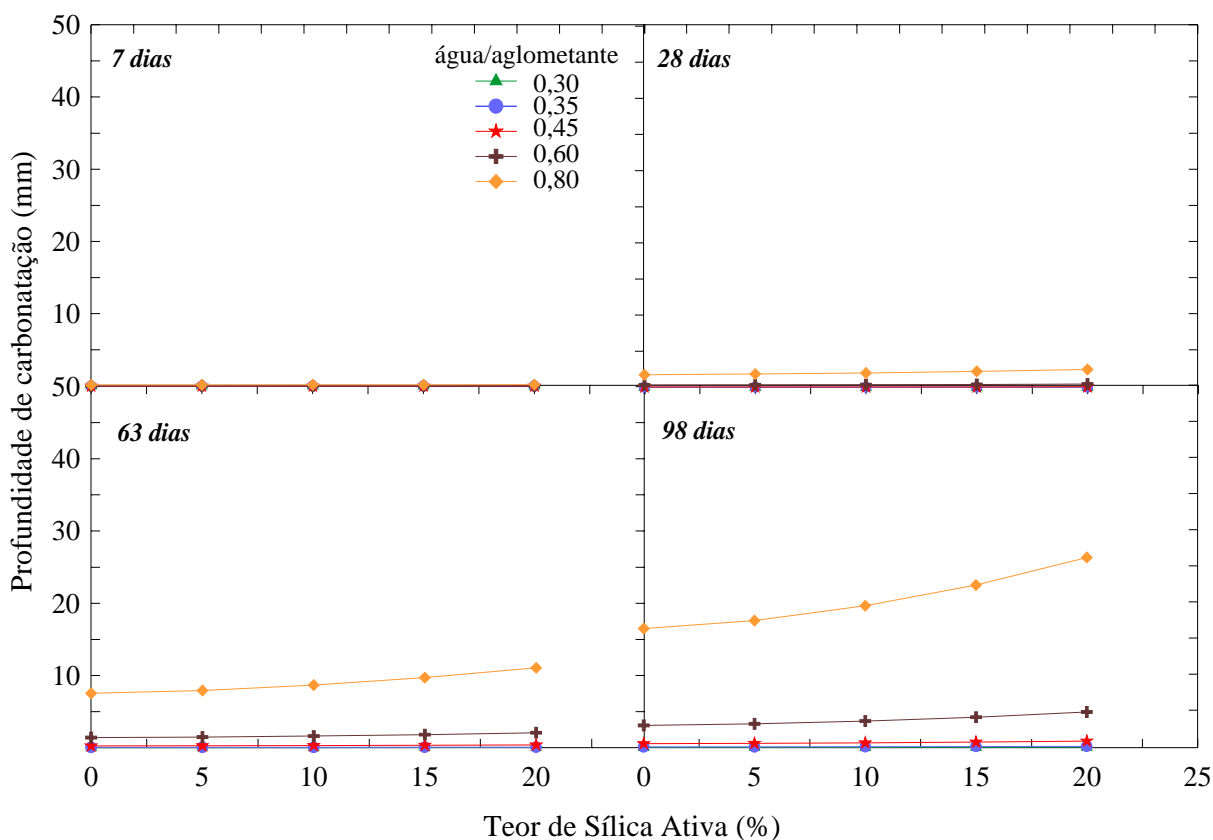 Profundidade de carbonatação (mm)
50
40
30
20
10
50
40
30
20
10
7 dias
água/aglometante
0,30
0,35
0,45
0,60
0,80
28 dias
63 dias
98 dias
0 5 10 15 20 0 5 10 15 20 25
Teor de Sílica Ativa (%)